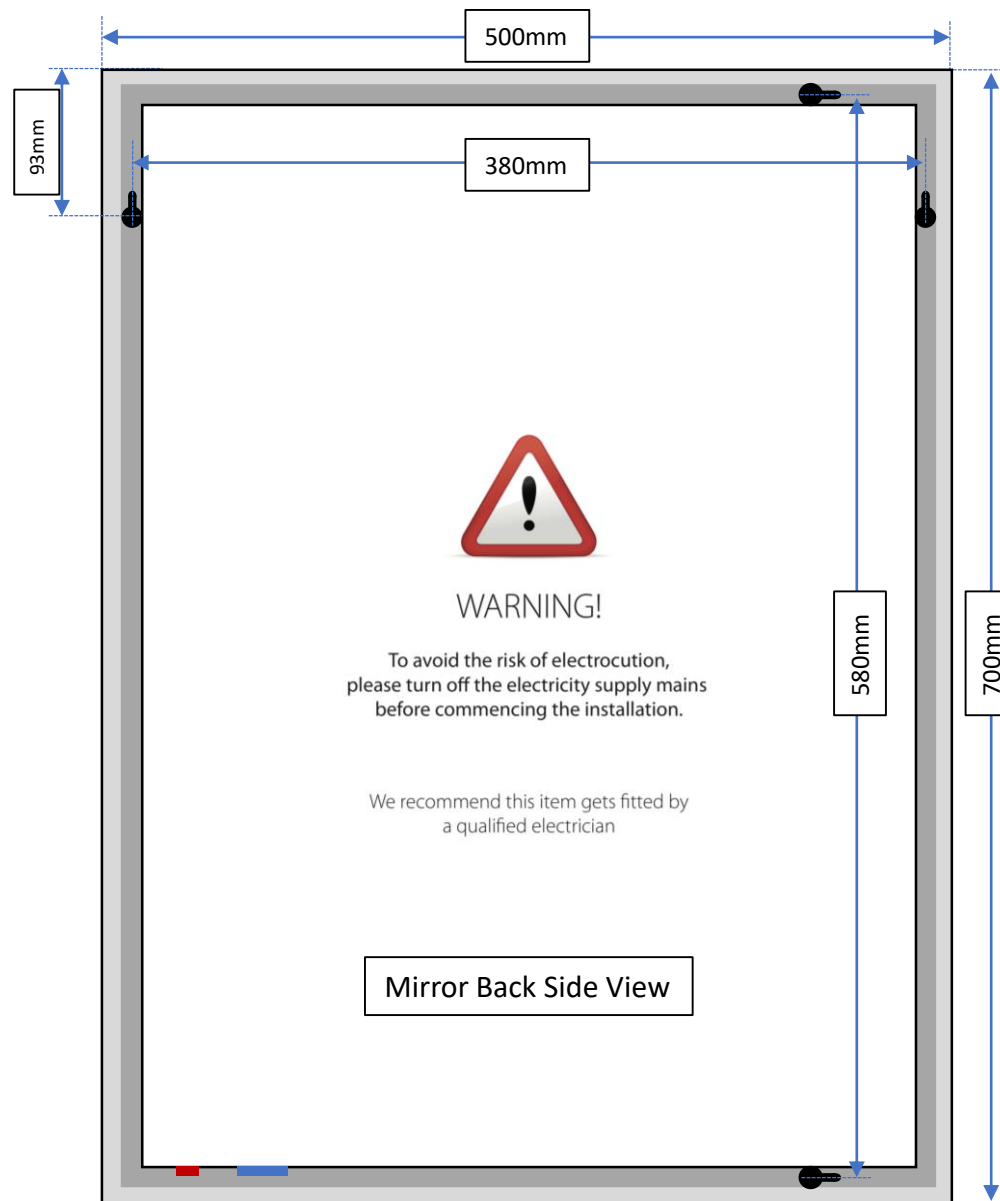 500mm
93mm
380mm
WARNING!
To avoid the risk of electrocution,
please turn off the electricity supply mains
before commencing the installation.
580mm
700mm
We recommend this item gets fitted by
a qualified electrician
Mirror Back Side View